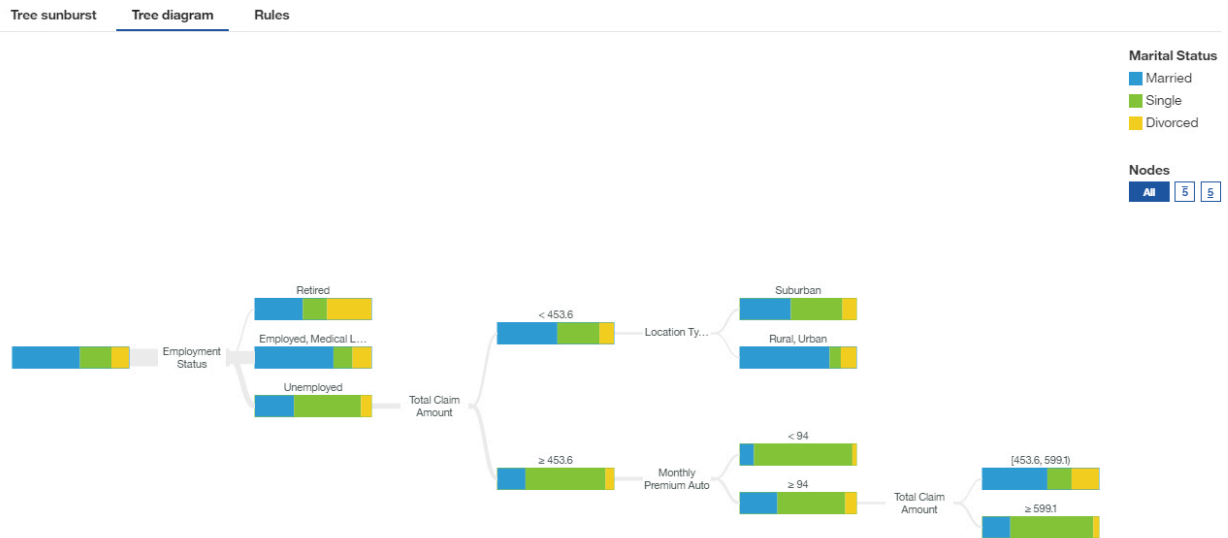 Tree sunburst Tree diagram Rules
Marital Status
Married
Single
Divorced
Nodes
All 5 5
Retired
Employed, Medical L...
Unemployed
Employment
Status
Total Claim
Amount
< 453.6
≥ 453.6
Location Ty...
Suburban
Rural, Urban
Monthly
Premium Auto
< 94
≥ 94
Total Claim
Amount
[453.6, 599.1)
≥ 599.1